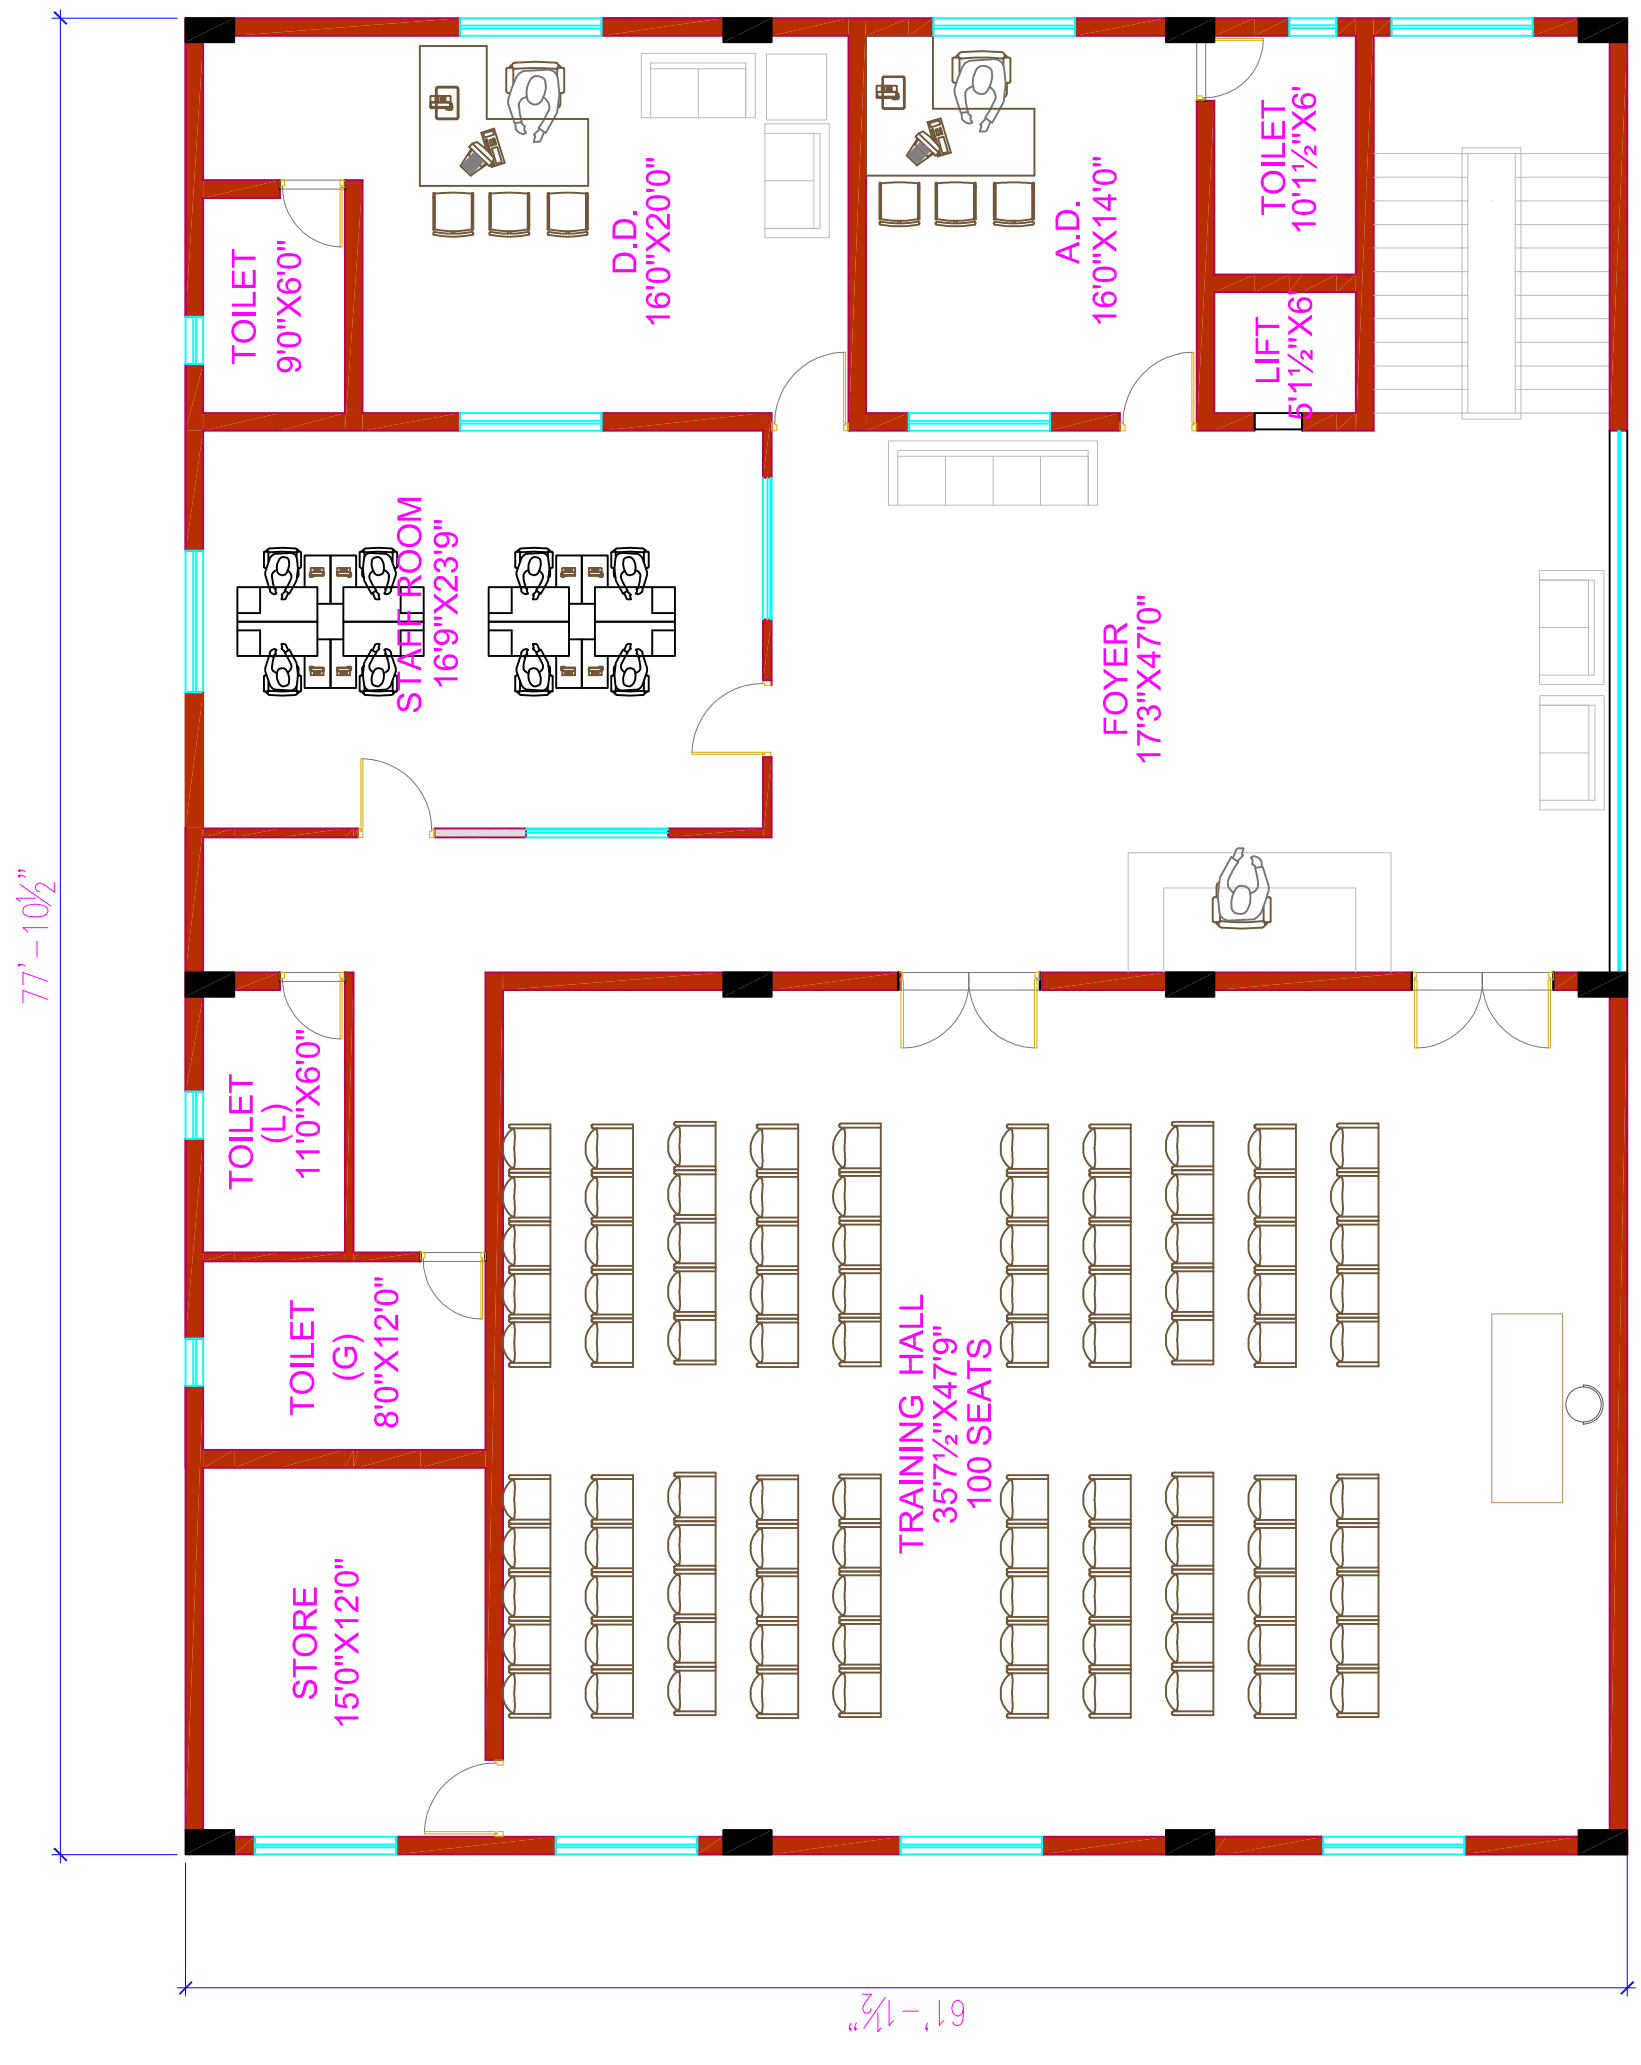 TOILET
9'0"X6'0"
D.D.
16'0"X20'0"
A.D.
16'0"X14'0"
TOILET
10'1½"X6'
LIFT
5'1½"X6'
STAFF ROOM
16'9"X23'9"
FOYER
17'3"X47'0"
TOILET
(L)
11'0"X6'0"
TOILET
(G)
8'0"X12'0"
STORE
15'0"X12'0"
TRAINING HALL
35'7½"X47'9"
100 SEATS
77'-10½"
61'-1½"